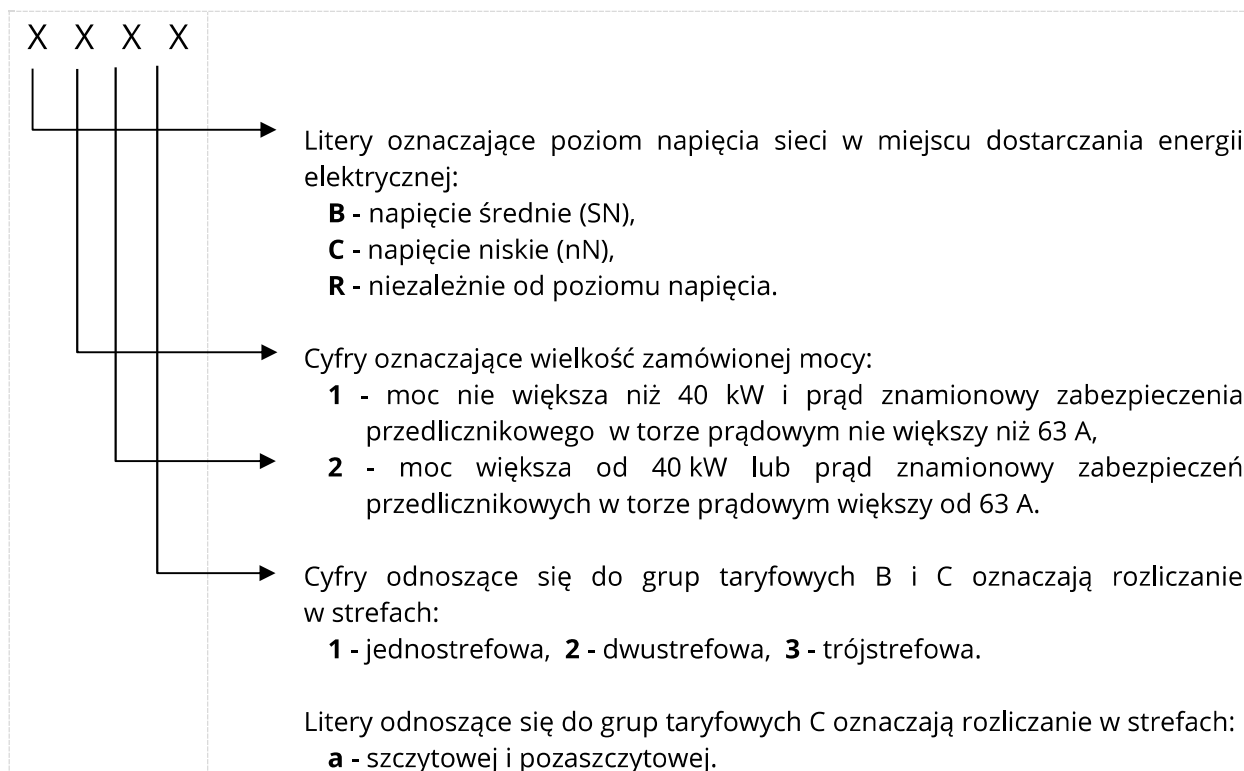 X X X X
Litery oznaczające poziom napięcia sieci w miejscu dostarczania energii
elektrycznej:
B - napięcie średnie (SN),
C - napięcie niskie (nN),
R - niezależnie od poziomu napięcia.
Cyfry oznaczające wielkość zamówionej mocy:
1 - moc nie większa niż 40 kW i prąd znamionowy zabezpieczenia
przedlicznikowego w torze prądowym nie większy niż 63 A,
2 - moc większa od 40 kW lub prąd znamionowy zabezpieczeń
przedlicznikowych w torze prądowym większy od 63 A.
Cyfry odnoszące się do grup taryfowych B i C oznaczają rozliczanie
w strefach:
1 - jednostrefowa, 2 - dwustrefowa, 3 - trójstrefowa.
Litery odnoszące się do grup taryfowych C oznaczają rozliczanie w strefach:
a - szczytowej i pozaszczytowej.